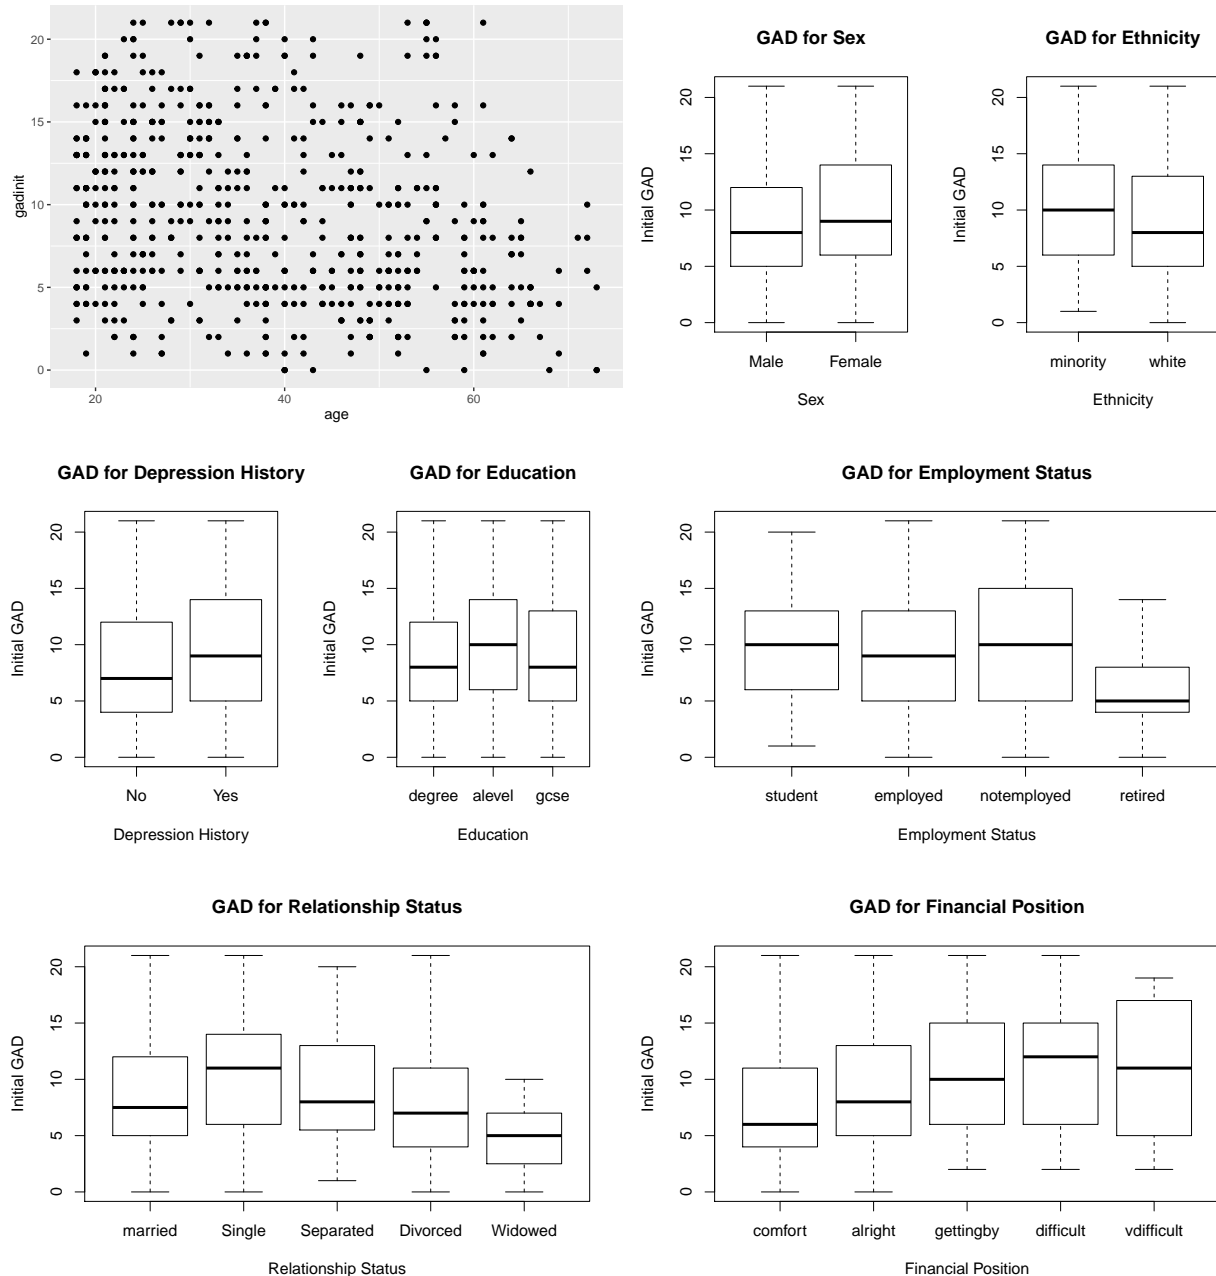 20
15
10
5
0
gadinit
20 40 60
age
GAD for Sex
20
15
10
5
0
Initial GAD
Male Female
Sex
GAD for Ethnicity
20
15
10
5
0
Initial GAD
minority white
Ethnicity
GAD for Depression History
20
15
10
5
0
Initial GAD
No Yes
Depression History
GAD for Education
20
15
10
5
0
Initial GAD
degree alevel gcse
Education
GAD for Employment Status
20
15
10
5
0
Initial GAD
student employed notemployed retired
Employment Status
GAD for Relationship Status
20
15
10
5
0
Initial GAD
married Single Separated Divorced Widowed
Relationship Status
GAD for Financial Position
20
15
10
5
0
Initial GAD
comfort alright gettingby difficult vdifficult
Financial Position